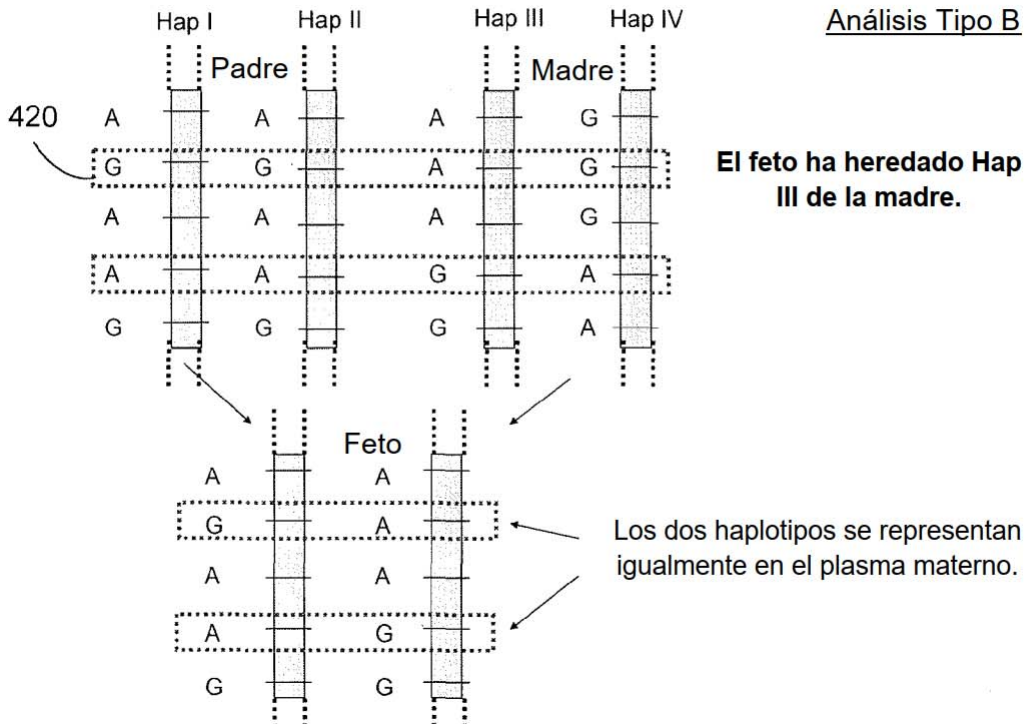 Hap I Hap II Hap III Hap IV Análisis Tipo B
Padre Madre
420 A A A G
G G A G
El feto ha heredado Hap
III de la madre.
A A A G
A A G A
G G G A
Feto
A A
G A
Los dos haplotipos se representan
igualmente en el plasma materno.
A A
A G
G G